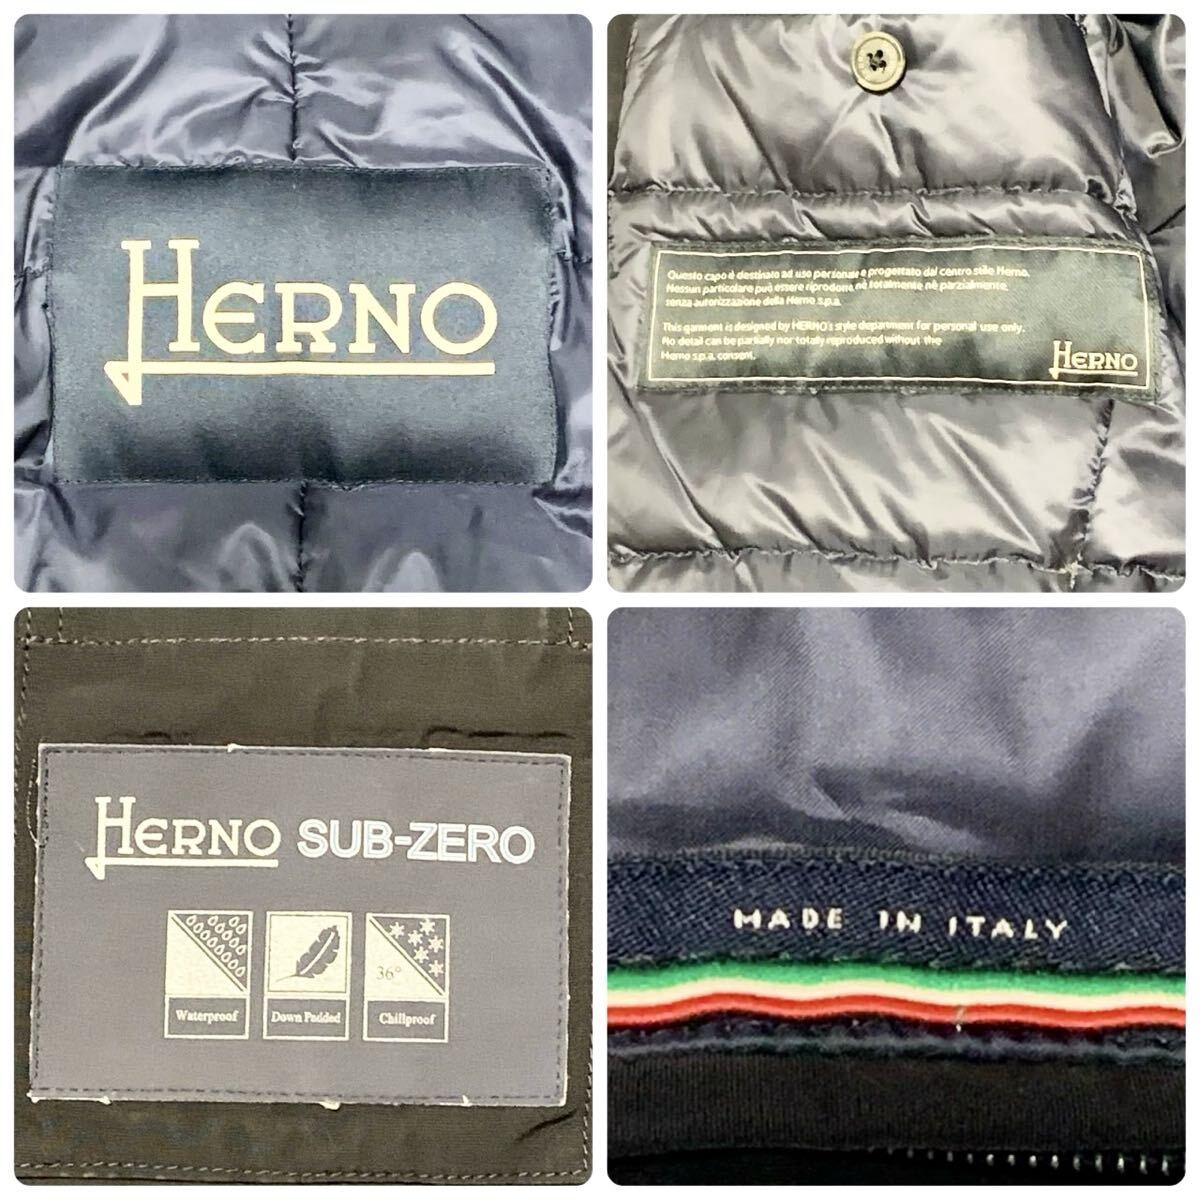 HERNO
Questo capo è destinato ad uso personale e progettato dal centro stile Herno.
Nessun particolare può essere riprodotto nè totalmente nè parzialmente,
senza autorizzazione della Herno s.p.a.
This garment is designed by HERNO's style department for personal use only.
No detail can be partially nor totally reproduced without the
Herno s.p.a. consent.
HERNO
HERNO SUB-ZERO
36°
Waterproof Down Padded Chillproof
MADE IN ITALY